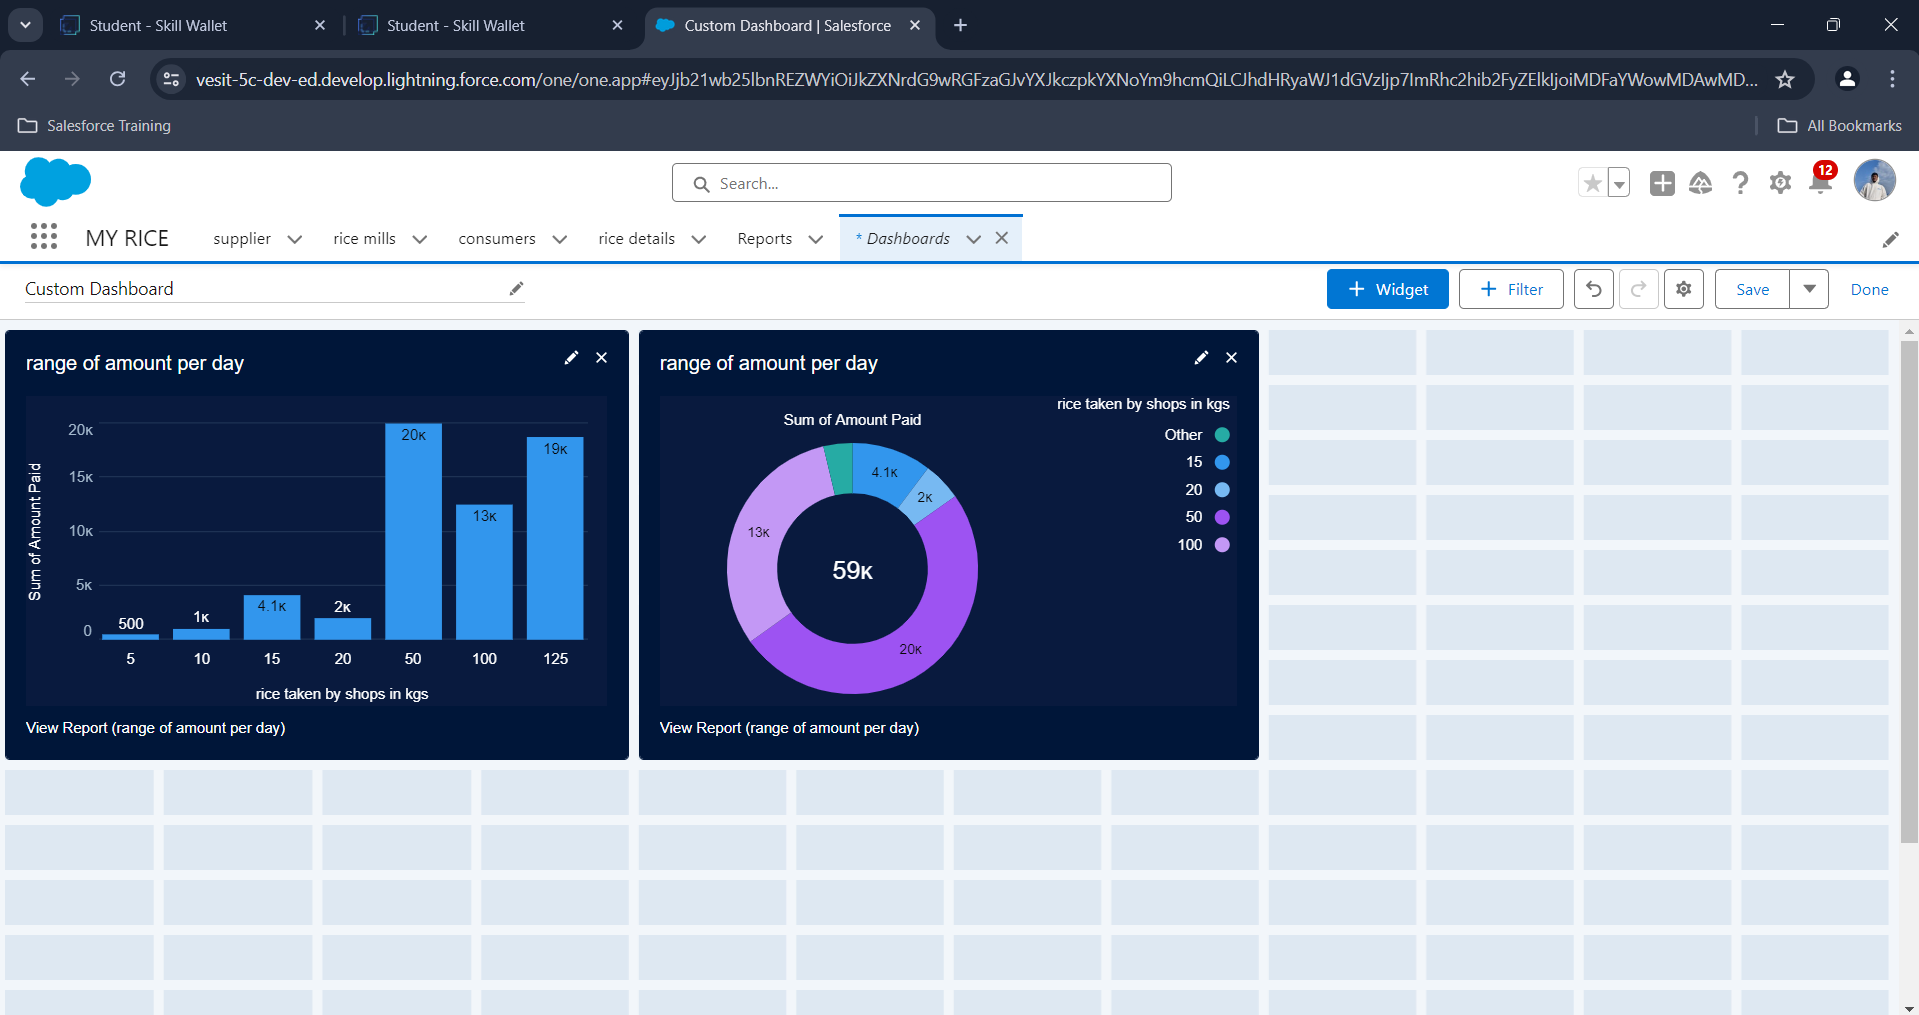 Student - Skill Wallet
Student - Skill Wallet
Custom Dashboard | Salesforce
vesit-5c-dev-ed.develop.lightning.force.com/one/one.app#eyJjb21wb25lbnREZWYiOiJkZXNrdG9wRGFzaGJvYXJkczpkYXNoYm9hcmQiLCJhdHRyaWJ1dGVzIjp7ImRhc2hib2FyZElkIjoiMDFaYWowMDAwMD...
Salesforce Training
All Bookmarks
Search...
12
MY RICE
supplier
rice mills
consumers
rice details
Reports
* Dashboards
Custom Dashboard
Widget
Filter
Save
Done
range of amount per day
Sum of Amount Paid
20K
15K
10K
5K
0
500
1K
4.1K
2K
20K
13K
19K
5
10
15
20
50
100
125
rice taken by shops in kgs
View Report (range of amount per day)
range of amount per day
Sum of Amount Paid
rice taken by shops in kgs
Other
15
20
50
100
4.1K
2K
13K
59K
20K
View Report (range of amount per day)